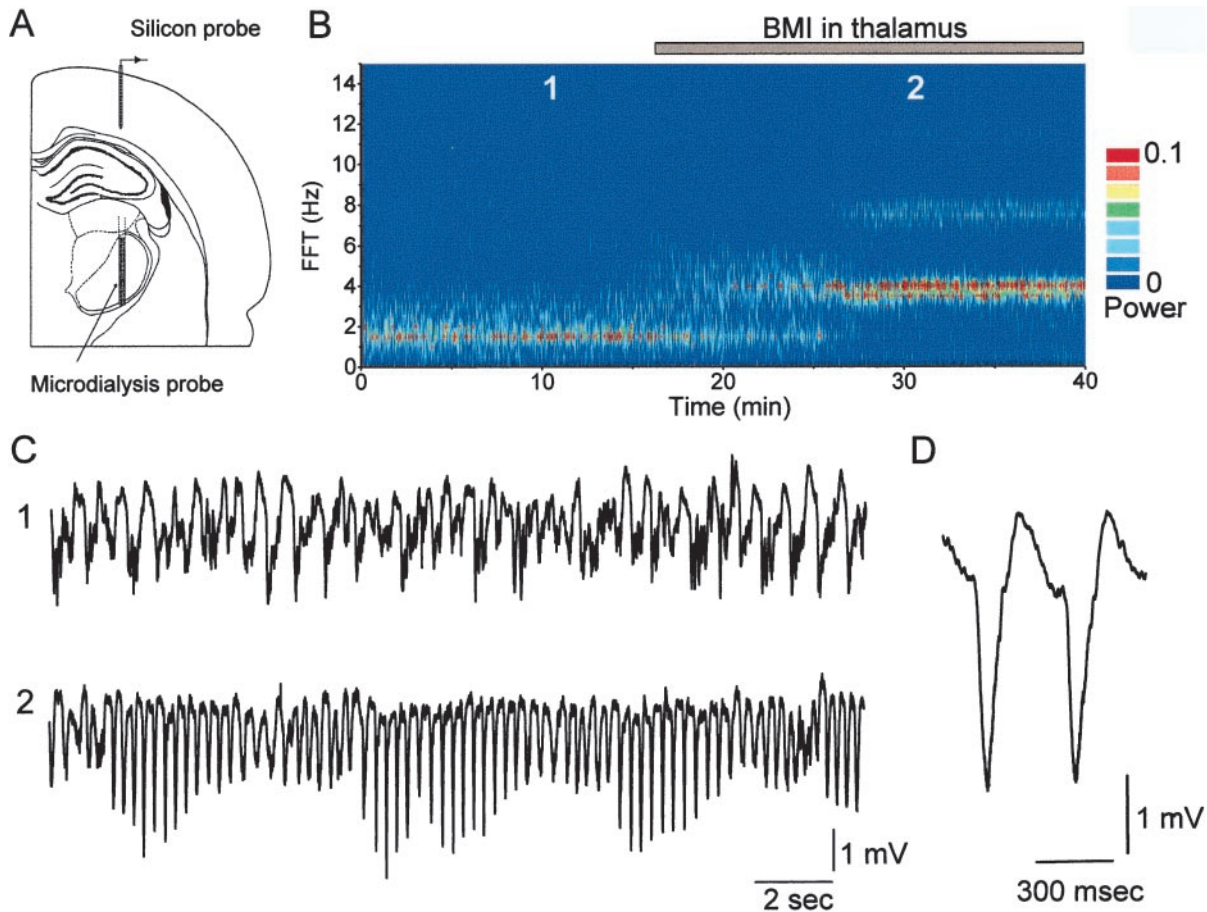 A
Silicon probe
Microdialysis probe
B
BMI in thalamus
1
2
14
12
10
8
6
4
2
0
FFT (Hz)
0
10
20
30
40
Time (min)
0.1
0
Power
C
1
2
1 mV
2 sec
D
1 mV
300 msec